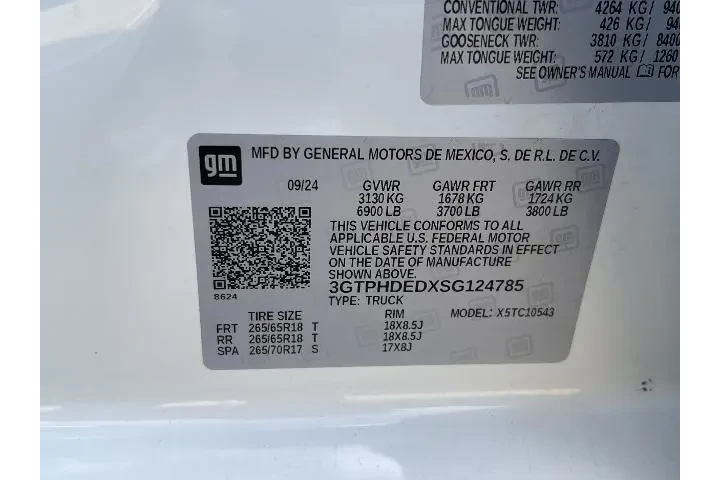 CONVENTIONAL TWR: 4264 KG/ 940
MAX TONGUE WEIGHT: 426 KG/ 94
GOOSENECK TWR: 3810 KG/ 8400
MAX TONGUE WEIGHT: 572 KG/ 1260
SEE OWNER'S MANUAL FOR
gm MFD BY GENERAL MOTORS DE MEXICO, S. DE R.L. DE C.V.
09/24 GVWR GAWR FRT GAWR RR
3130 KG 1678 KG 1724 KG
6900 LB 3700 LB 3800 LB
THIS VEHICLE CONFORMS TO ALL
APPLICABLE U.S. FEDERAL MOTOR
VEHICLE SAFETY STANDARDS IN EFFECT
ON THE DATE OF MANUFACTURE
SHOWN ABOVE.
8624
3GTPHDEDXSG124785
TYPE: TRUCK
TIRE SIZE RIM MODEL: X5TC10543
FRT 265/65R18 T 18X8.5J
RR 265/65R18 T 18X8.5J
SPA 265/70R17 S 17X8J